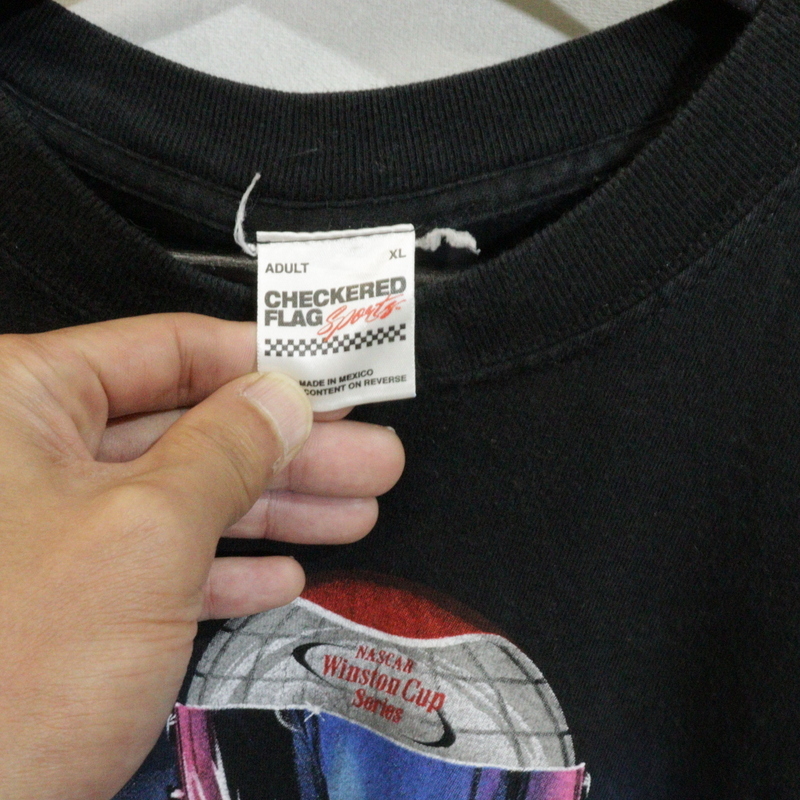 ADULT XL
CHECKERED
FLAG Sports
MADE IN MEXICO
CONTENT ON REVERSE
NASCAR
Winston Cup
Series